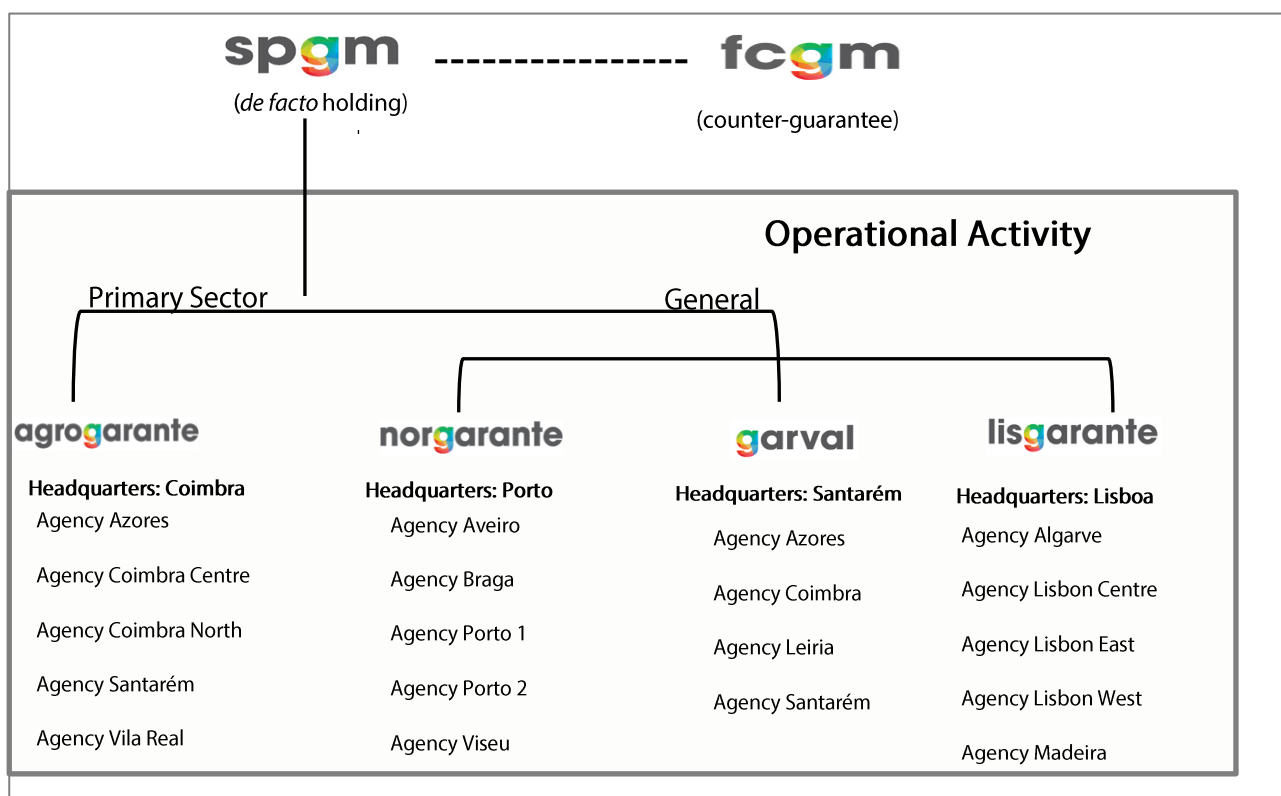 spgm
fcgm
(de facto holding)
(counter-guarantee)
Operational Activity
Primary Sector
General
agrogarante
norgarante
garval
lisgarante
Headquarters: Coimbra
Agency Azores
Agency Coimbra Centre
Agency Coimbra North
Agency Santarém
Agency Vila Real
Headquarters: Porto
Agency Aveiro
Agency Braga
Agency Porto 1
Agency Porto 2
Agency Viseu
Headquarters: Santarém
Agency Azores
Agency Coimbra
Agency Leiria
Agency Santarém
Headquarters: Lisboa
Agency Algarve
Agency Lisbon Centre
Agency Lisbon East
Agency Lisbon West
Agency Madeira